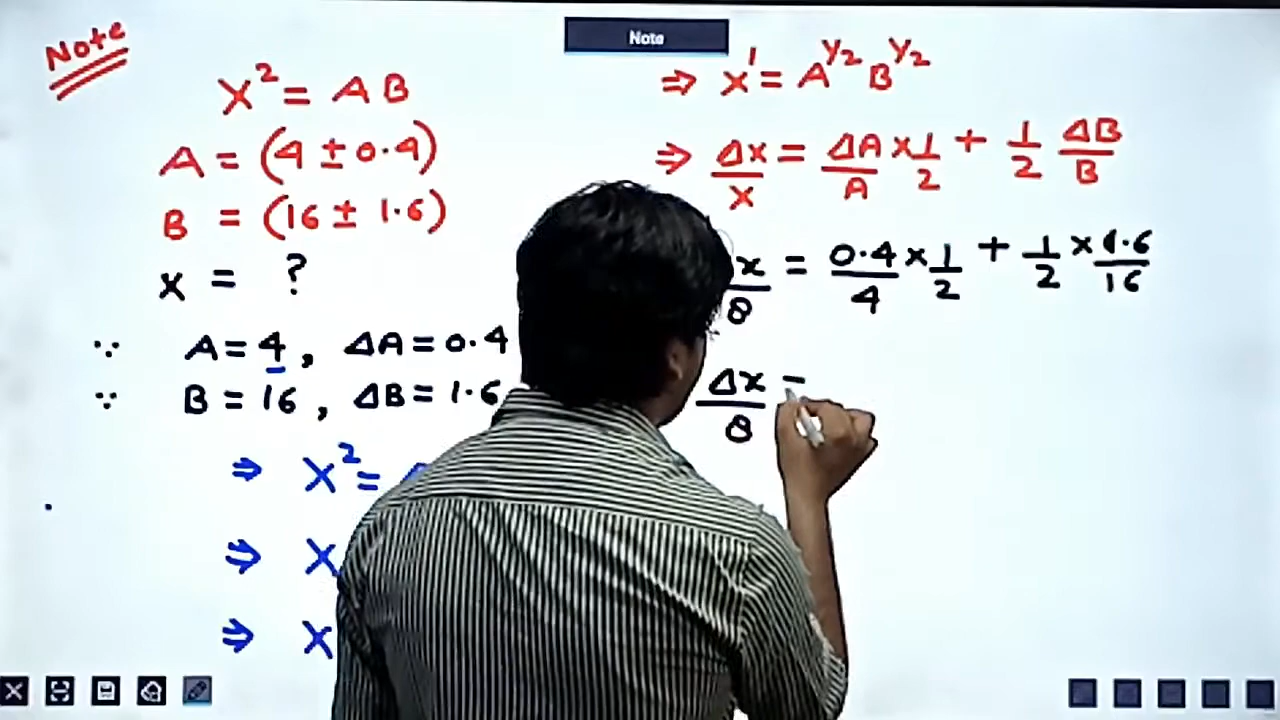 Note
Note
X² = AB
A = (4 ± 0.4)
B = (16 ± 1.6)
x = ?
∵ A = 4, ΔA = 0.4
∵ B = 16, ΔB = 1.6
⇒ X² =
⇒ X
⇒ X
⇒ X¹ = A^1/2 B^1/2
⇒ Δx/x = ΔA/A × 1/2 + 1/2 ΔB/B
x/8 = 0.4/4 × 1/2 + 1/2 × 1.6/16
Δx/8 =